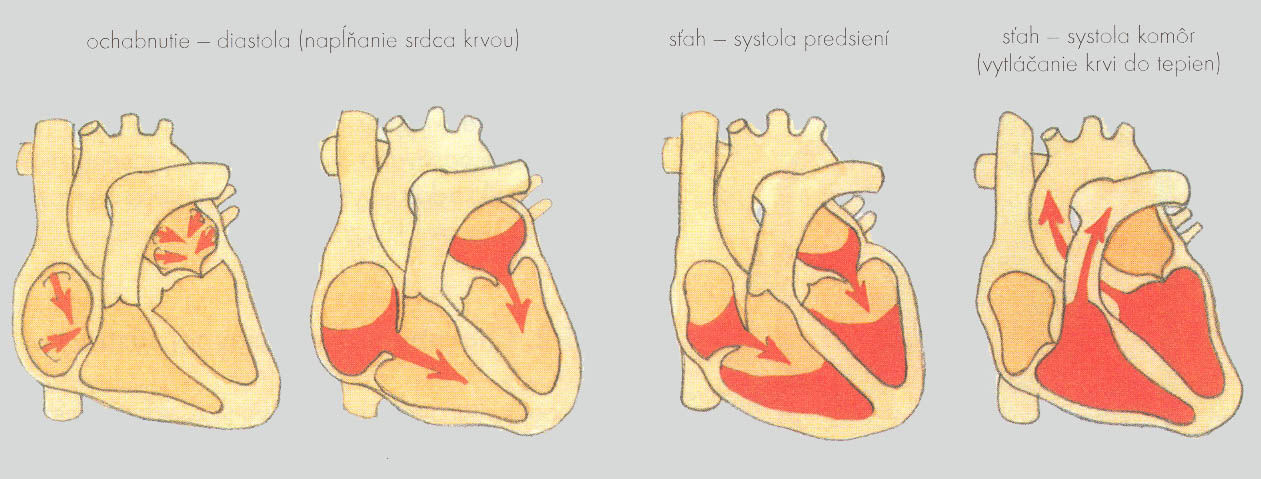 ochabnutie – diastola (napĺňanie srdca krvou)
sťah – systola predsiení
sťah – systola komôr
(vytláčanie krvi do tepien)